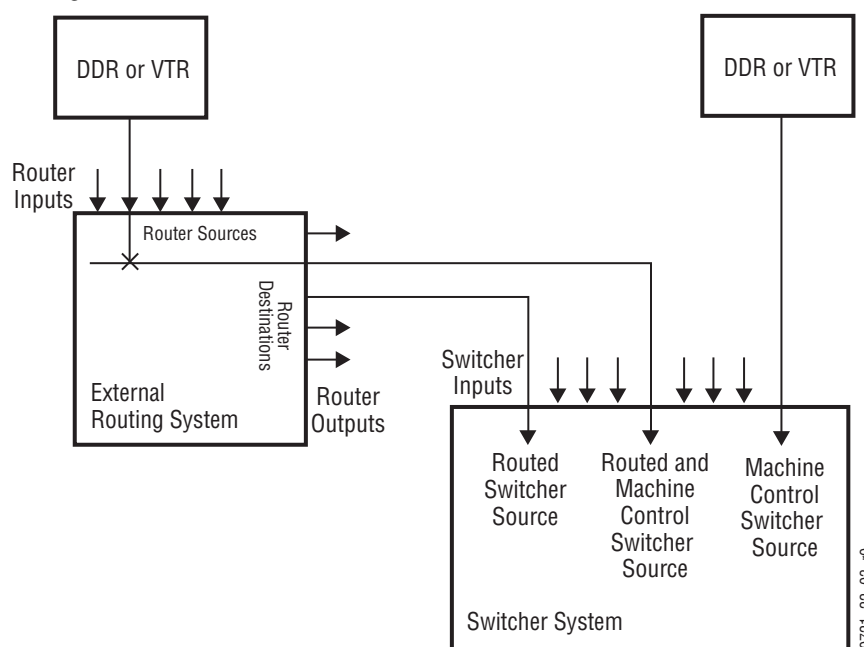 DDR or VTR
DDR or VTR
Router
Inputs
Router Sources
Router
Destinations
External
Routing System
Router
Outputs
Switcher
Inputs
Routed
Switcher
Source
Routed and
Machine
Control
Switcher
Source
Machine
Control
Switcher
Source
Switcher System